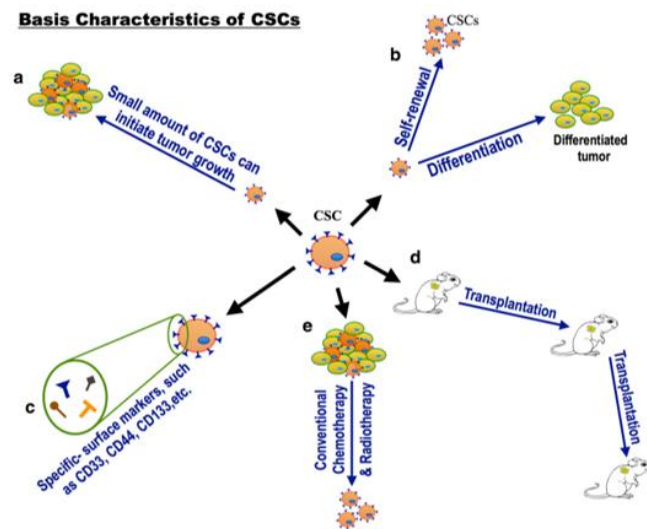 Basis Characteristics of CSCs
a
Small amount of CSCs can
initiate tumor growth
b
CSCs
Self-renewal
Differentiation
Differentiated
tumor
CSC
c
Specific- surface markers, such
as CD33, CD44, CD133,etc.
d
Transplantation
Transplantation
e
Conventional
Chemotherapy
& Radiotherapy